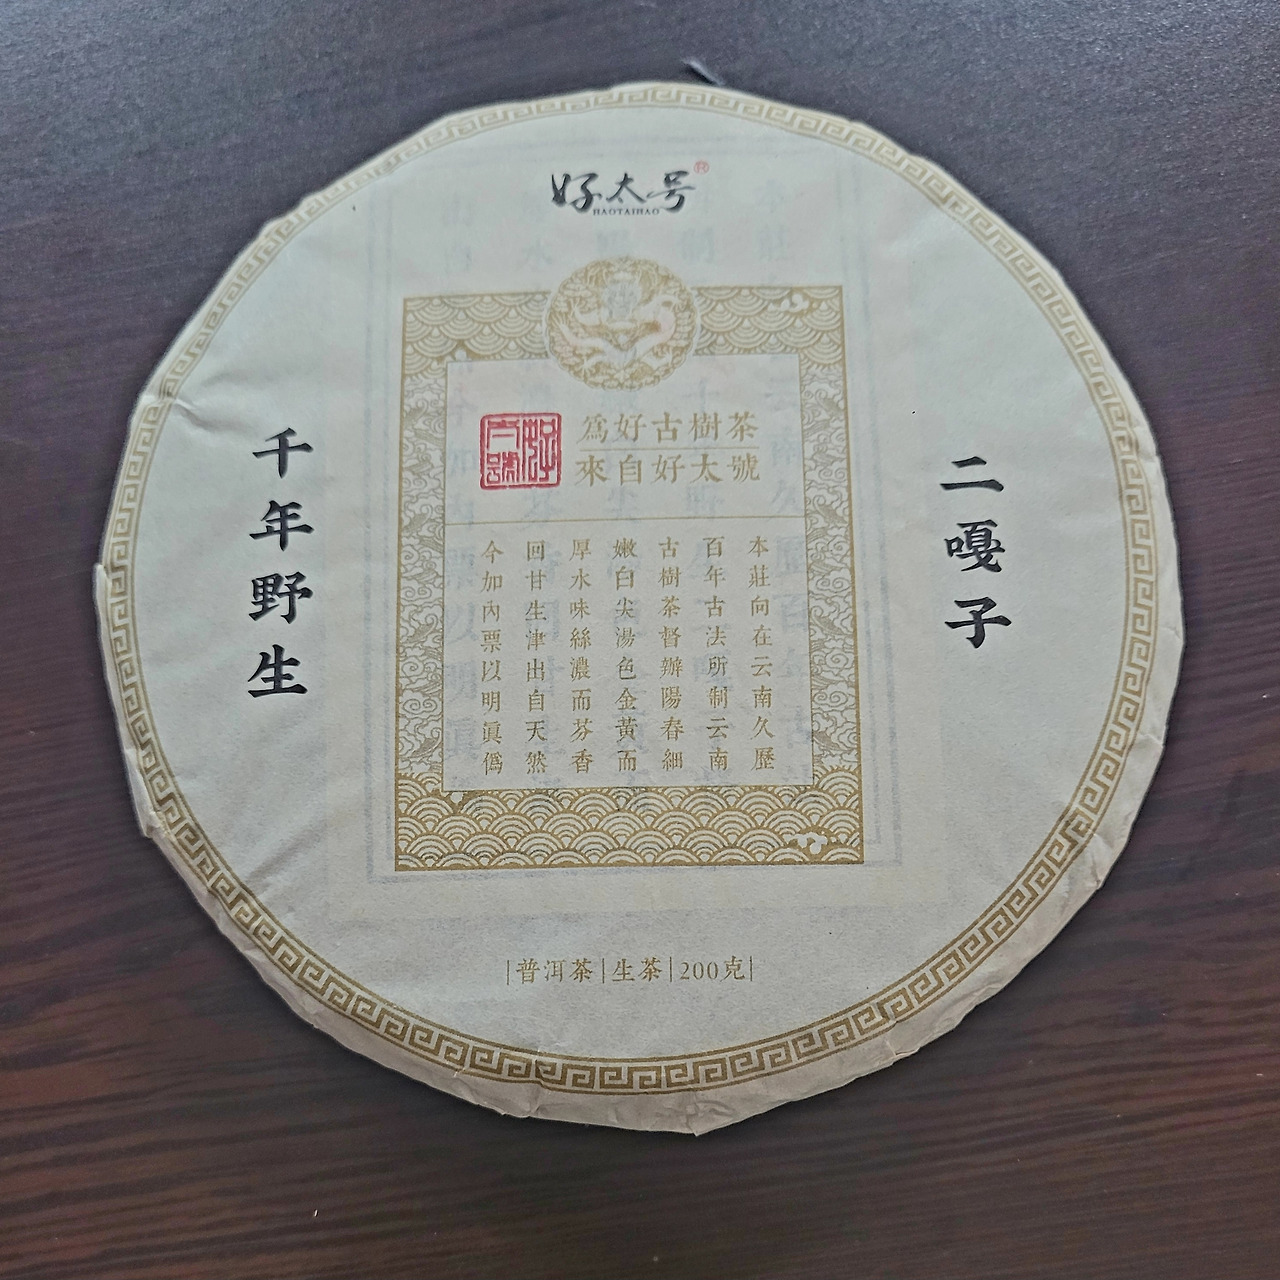 好太号®
HAOTAIHAO
為好古樹茶
來自好太號
好太號
二嘎子
千年野生
本莊向在云南久歷
百年古法所制云南
古樹茶督辦陽春細
嫩白尖湯色金黃而
厚水味絲濃而芬香
回甘生津出自天然
今加內票以明眞僞
|普洱茶|生茶|200克|